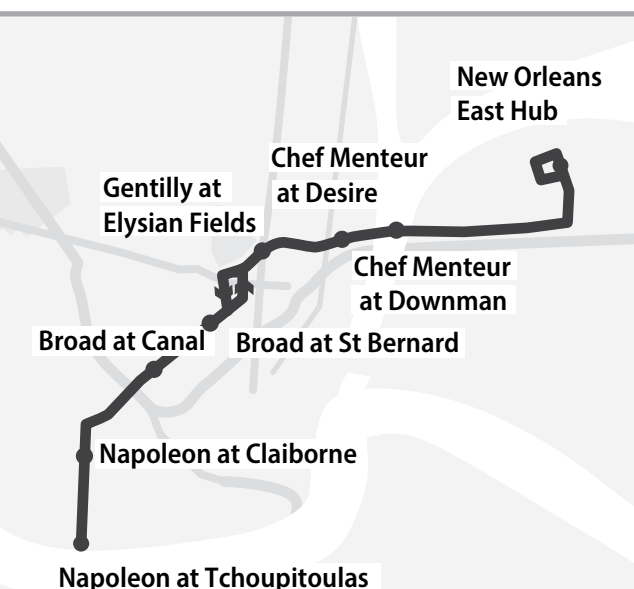 New Orleans
East Hub
Chef Menteur
at Desire
Gentilly at
Elysian Fields
Chef Menteur
at Downman
Broad at Canal
Broad at St Bernard
Napoleon at Claiborne
Napoleon at Tchoupitoulas